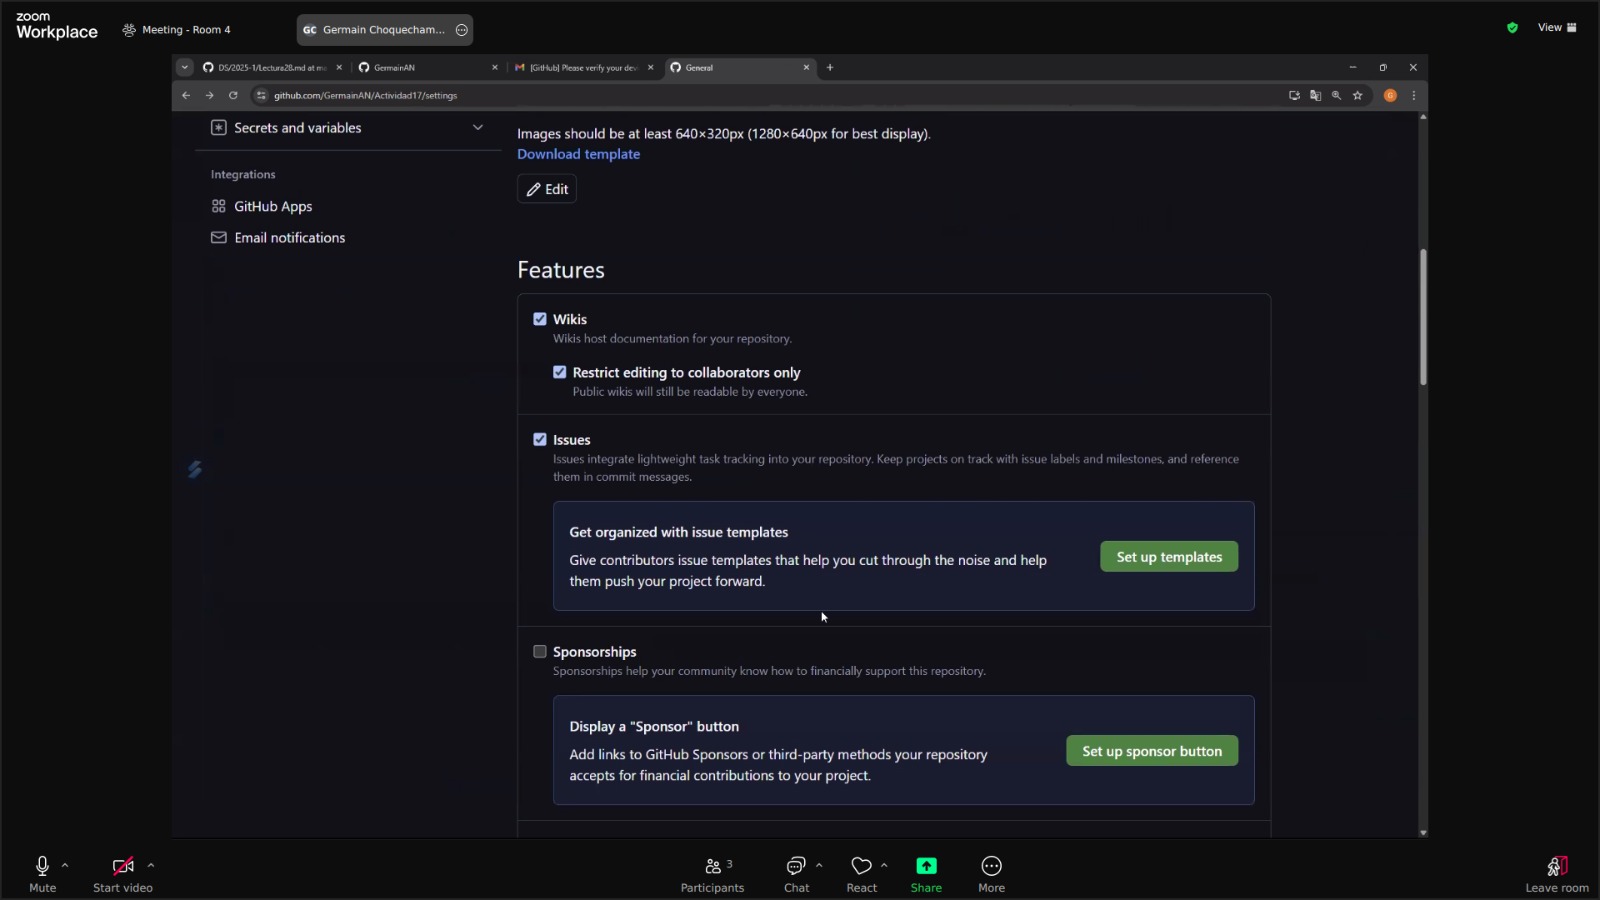 zoom
Workplace
Meeting - Room 4
GC Germain Choquecham...
View
DS/2025-1/Lectura28.md at ma
GermainAN
[GitHub] Please verify your devi
General
github.com/GermainAN/Actividad17/settings
G
Secrets and variables
Integrations
GitHub Apps
Email notifications
Images should be at least 640×320px (1280×640px for best display).
Download template
Edit
Features
Wikis
Wikis host documentation for your repository.
Restrict editing to collaborators only
Public wikis will still be readable by everyone.
Issues
Issues integrate lightweight task tracking into your repository. Keep projects on track with issue labels and milestones, and reference
them in commit messages.
Get organized with issue templates
Give contributors issue templates that help you cut through the noise and help
them push your project forward.
Set up templates
Sponsorships
Sponsorships help your community know how to financially support this repository.
Display a "Sponsor" button
Add links to GitHub Sponsors or third-party methods your repository
accepts for financial contributions to your project.
Set up sponsor button
Mute
Start video
3
Participants
Chat
React
Share
More
Leave room